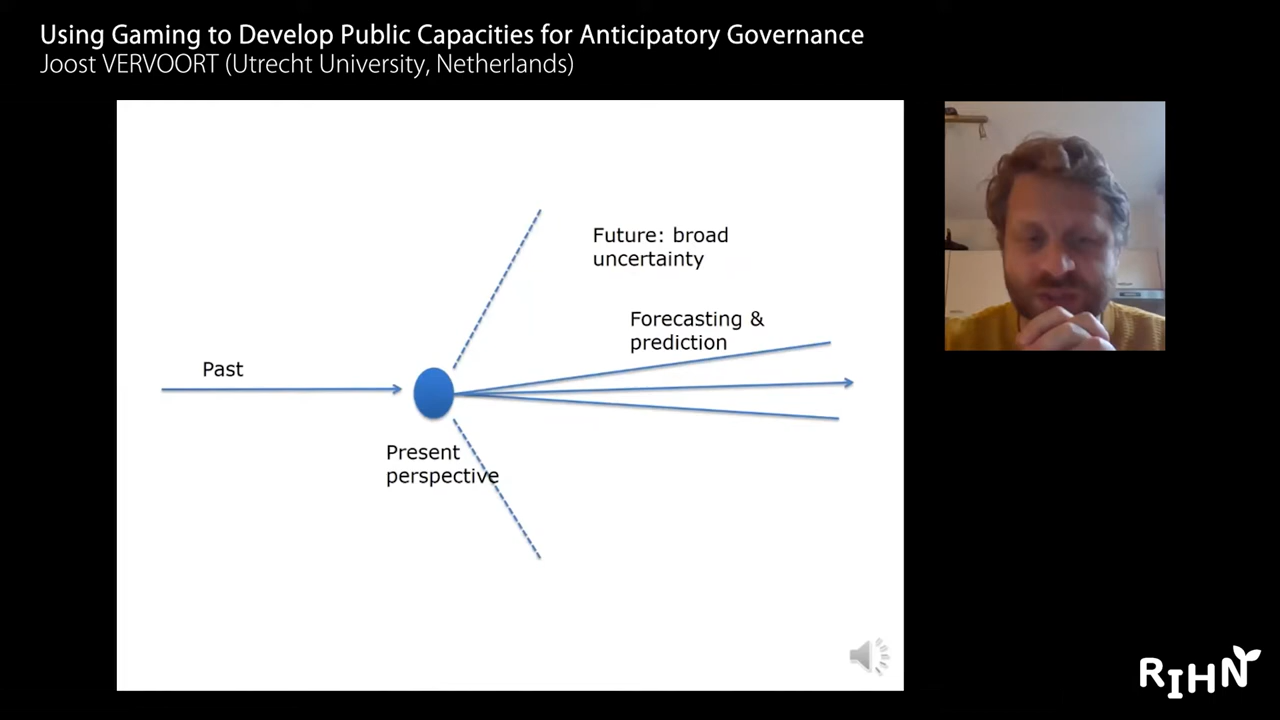 Using Gaming to Develop Public Capacities for Anticipatory Governance
Joost VERVOORT (Utrecht University, Netherlands)
Future: broad
uncertainty
Forecasting &
prediction
Past
Present
perspective
RIHN